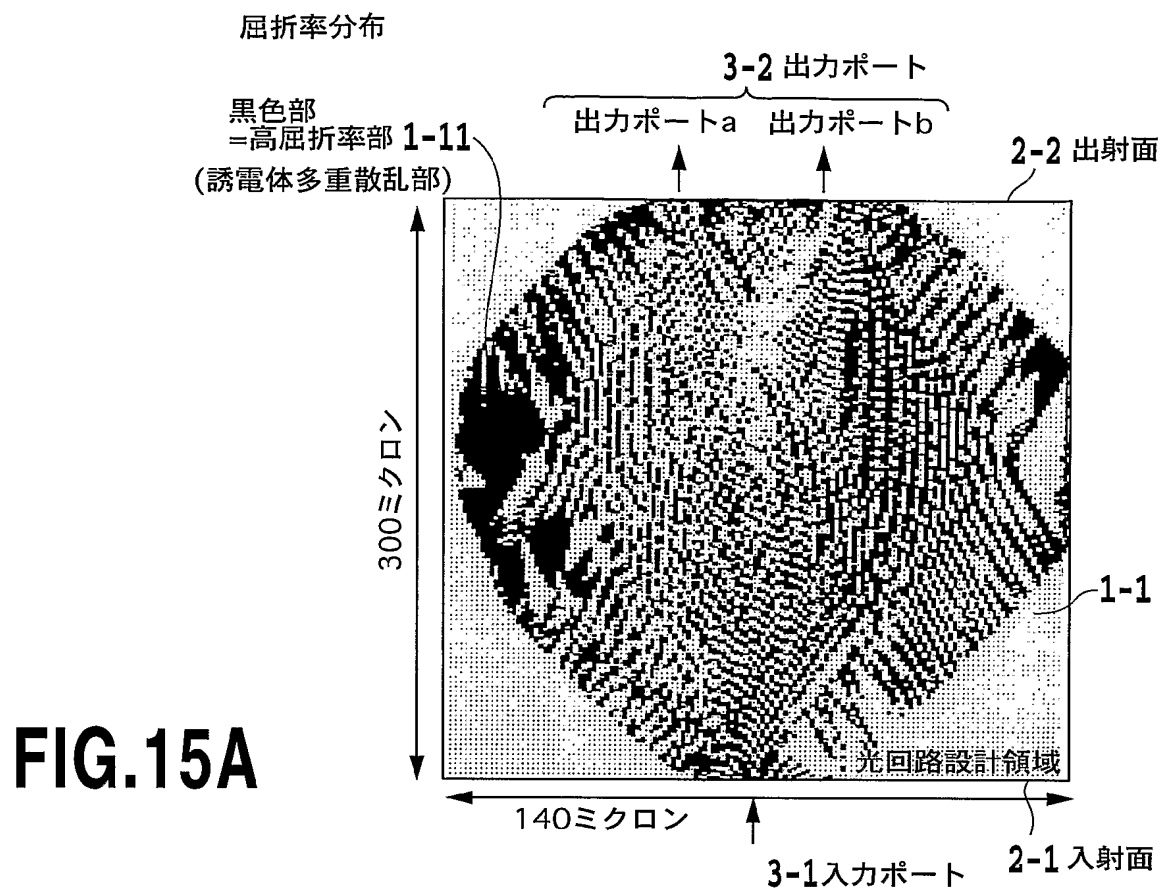 屈折率分布
3-2 出力ポート
黒色部
=高屈折率部 1-11
(誘電体多重散乱部)
出力ポートa 出力ポートb
2-2 出射面
300ミクロン
1-1
光回路設計領域
140ミクロン
3-1入力ポート
2-1 入射面
FIG.15A